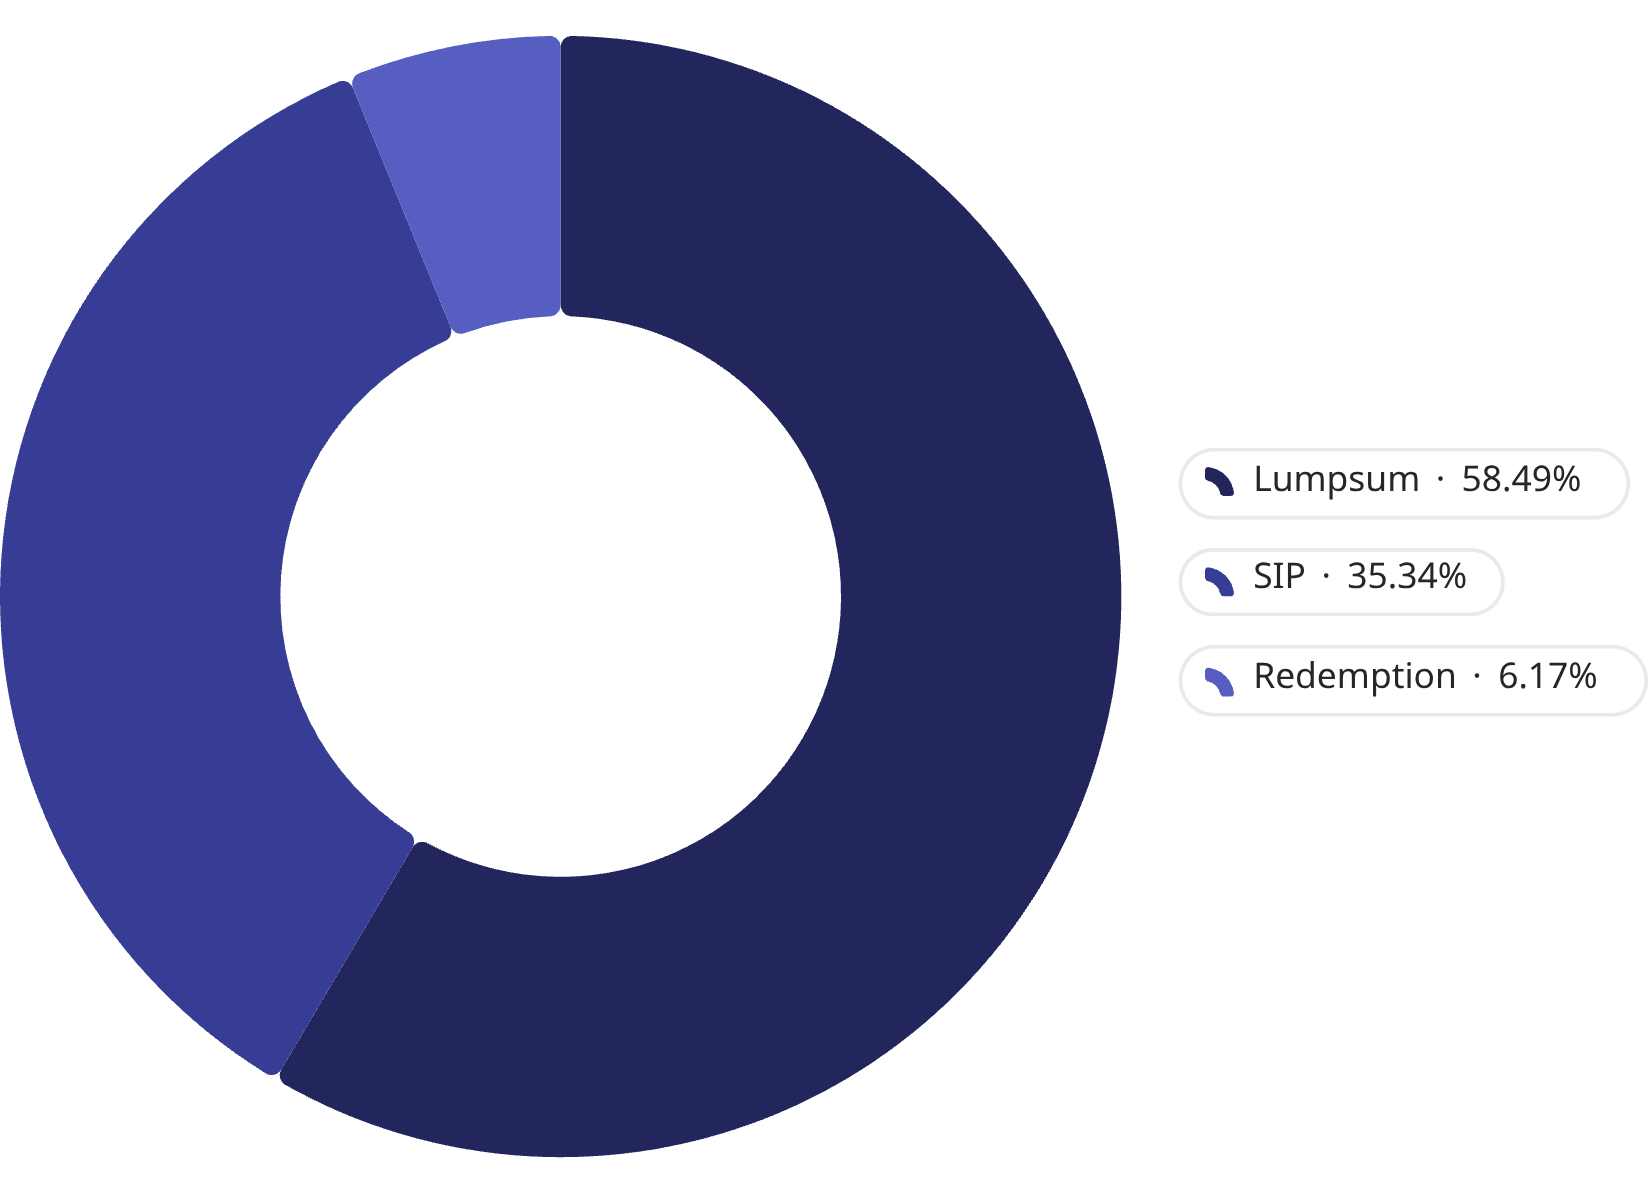 Lumpsum · 58.49%
SIP · 35.34%
Redemption · 6.17%